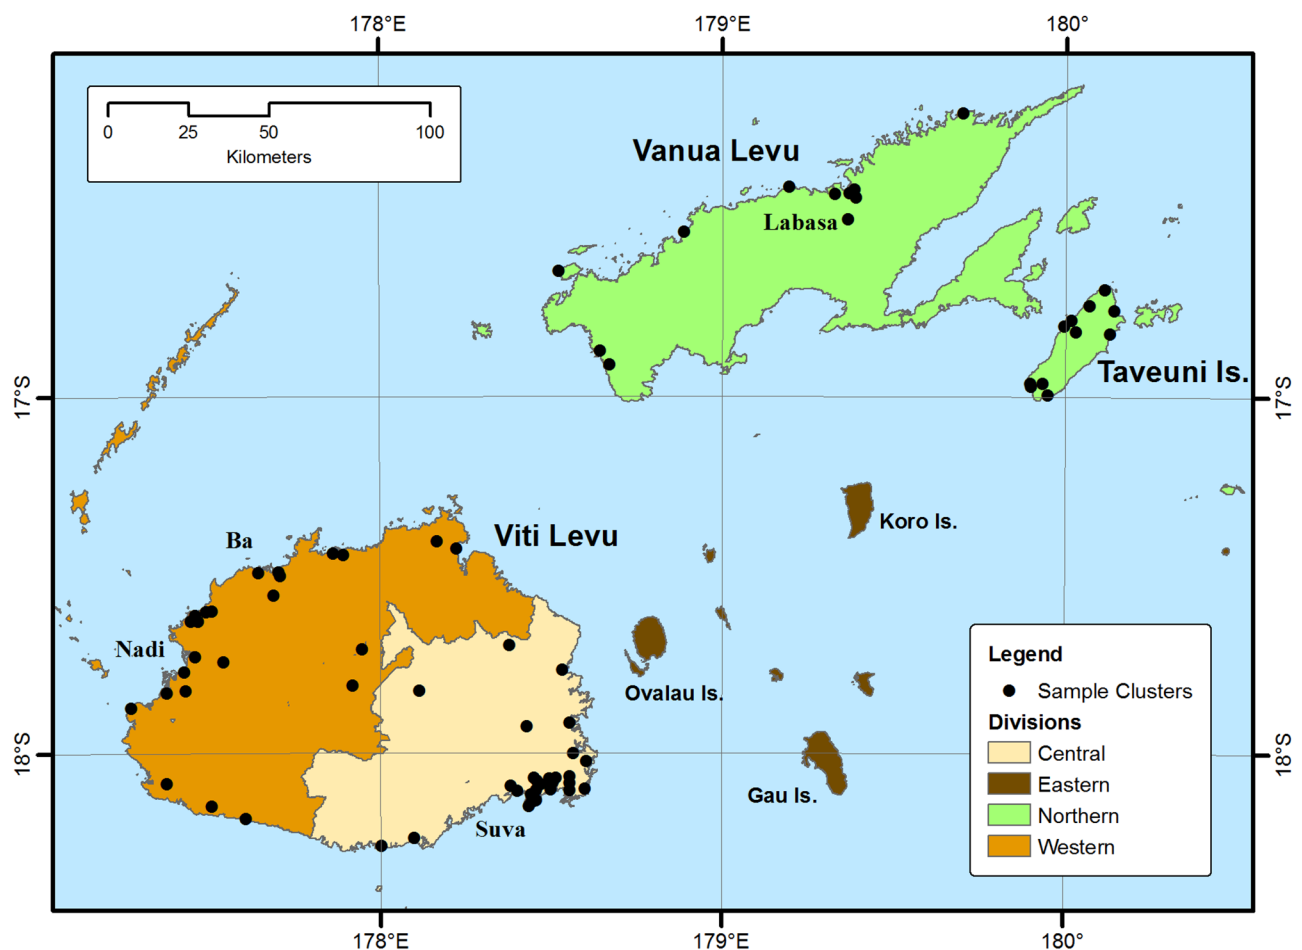 178°E 179°E 180°
0 25 50 100
Kilometers
Vanua Levu
Labasa
Taveuni Is.
17°S 17°S
Koro Is.
Ba
Viti Levu
Nadi
Ovalau Is.
Legend
Sample Clusters
Divisions
Central
Eastern
Northern
Western
18°S 18°S
Gau Is.
Suva
178°E 179°E 180°